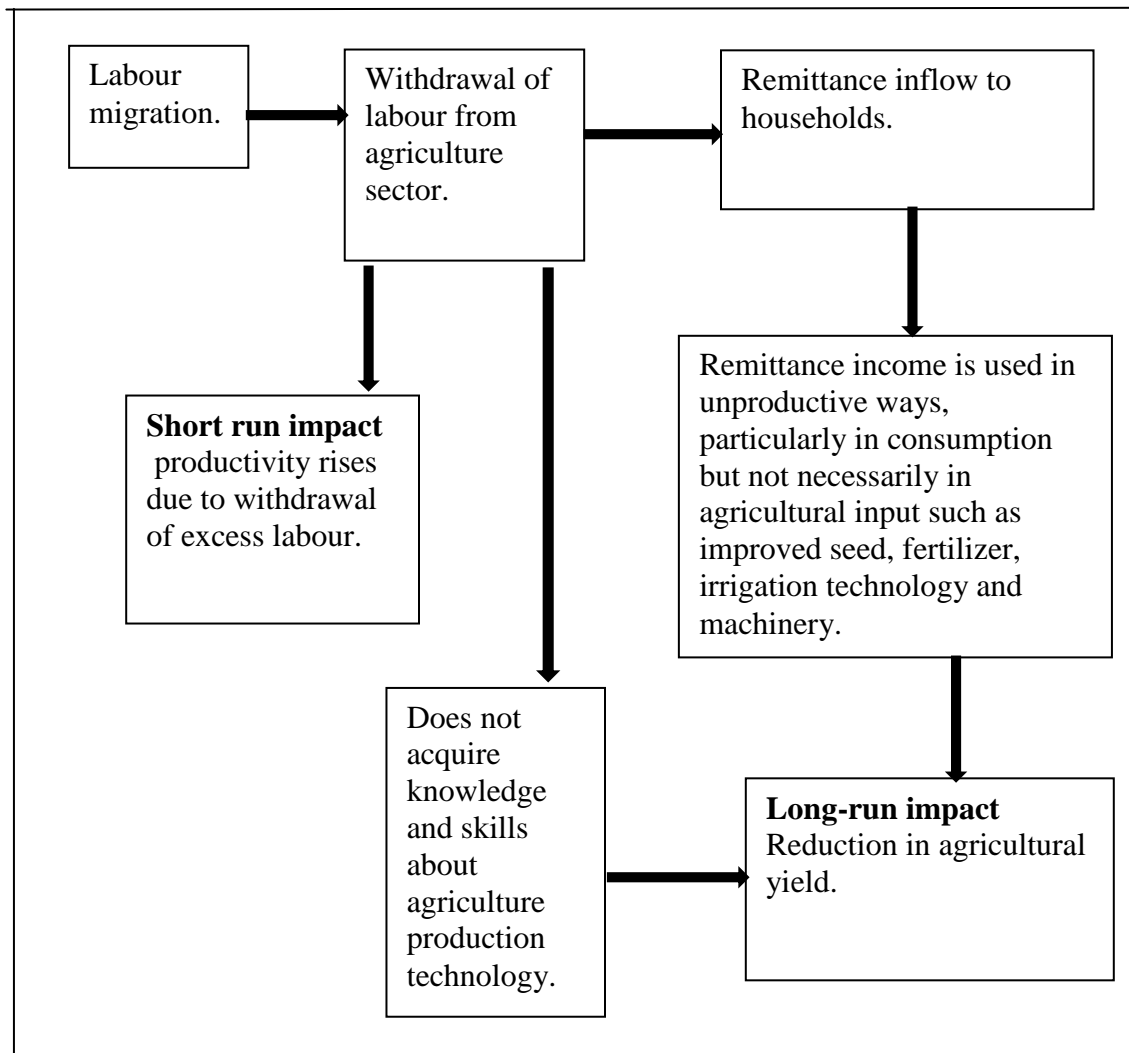 Labour
migration.
Withdrawal of
labour from
agriculture
sector.
Remittance inflow to
households.
Short run impact
productivity rises
due to withdrawal
of excess labour.
Remittance income is used in
unproductive ways,
particularly in consumption
but not necessarily in
agricultural input such as
improved seed, fertilizer,
irrigation technology and
machinery.
Does not
acquire
knowledge
and skills
about
agriculture
production
technology.
Long-run impact
Reduction in agricultural
yield.